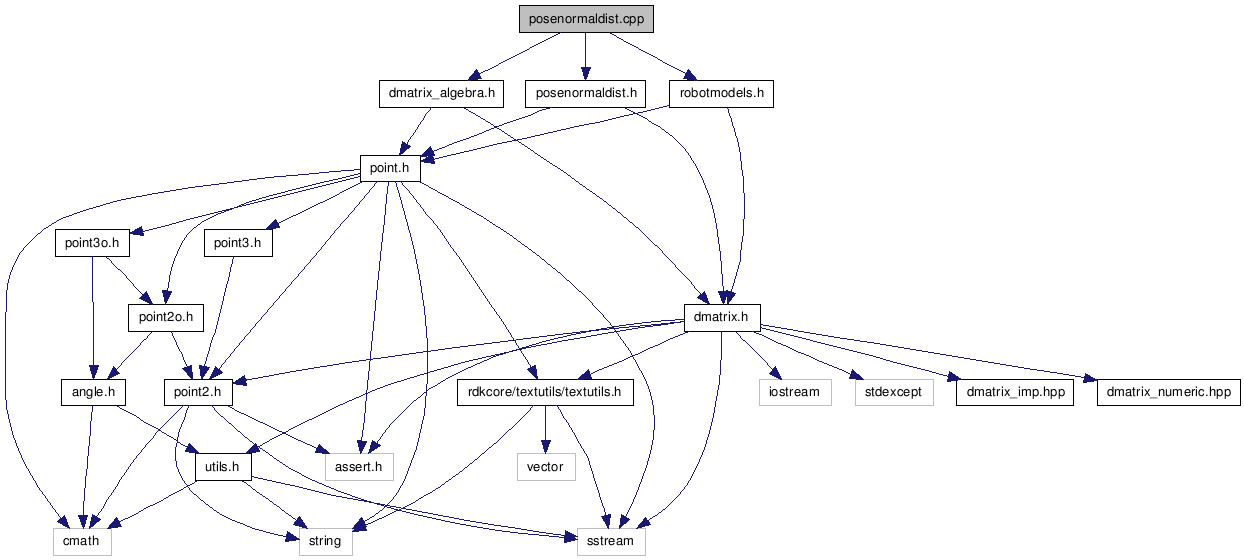 posenormaldist.cpp
dmatrix_algebra.h
posenormaldist.h
robotmodels.h
point.h
point3o.h
point3.h
point2o.h
dmatrix.h
angle.h
point2.h
rdkcore/textutils/textutils.h
iostream
stdexcept
dmatrix_imp.hpp
dmatrix_numeric.hpp
utils.h
assert.h
vector
cmath
string
sstream